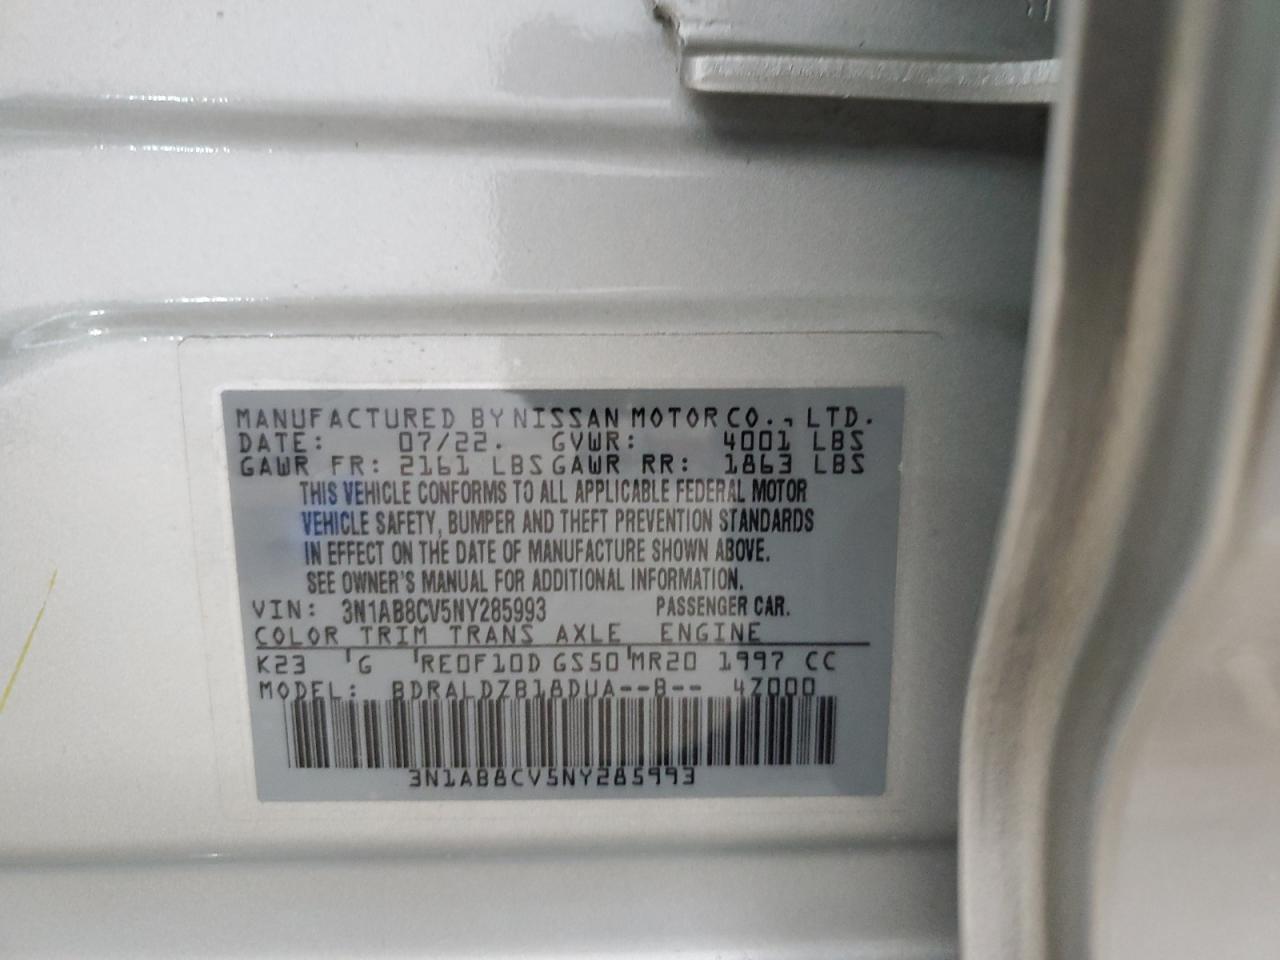 MANUFACTURED BY NISSAN MOTOR CO., LTD.
DATE: 07/22. GVWR: 4001 LBS
GAWR FR: 2161 LBS GAWR RR: 1863 LBS
THIS VEHICLE CONFORMS TO ALL APPLICABLE FEDERAL MOTOR
VEHICLE SAFETY, BUMPER AND THEFT PREVENTION STANDARDS
IN EFFECT ON THE DATE OF MANUFACTURE SHOWN ABOVE.
SEE OWNER'S MANUAL FOR ADDITIONAL INFORMATION.
VIN: 3N1AB8CV5NY285993 PASSENGER CAR.
COLOR TRIM TRANS AXLE ENGINE
K23 'G 'RE0F10D GS50'MR20 1997 CC
MODEL: BDRALDZB18DUA--B-- 4Z000
3N1AB8CV5NY285993